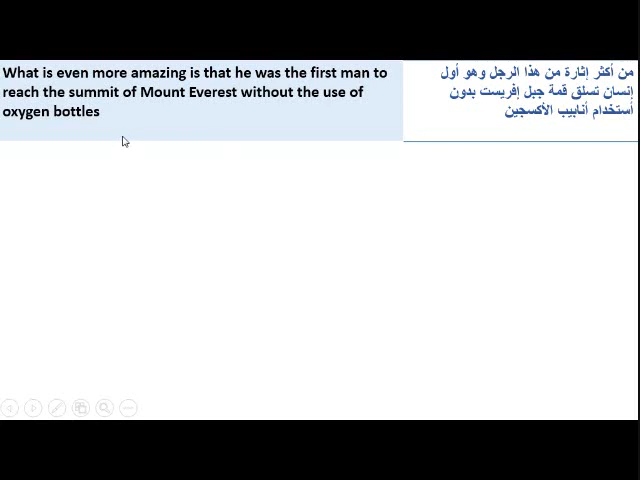 What is even more amazing is that he was the first man to
reach the summit of Mount Everest without the use of
oxygen bottles
من أكثر إثارة من هذا الرجل وهو أول
إنسان تسلق قمة جبل إفريست بدون
أستخدام أنابيب الأكسجين